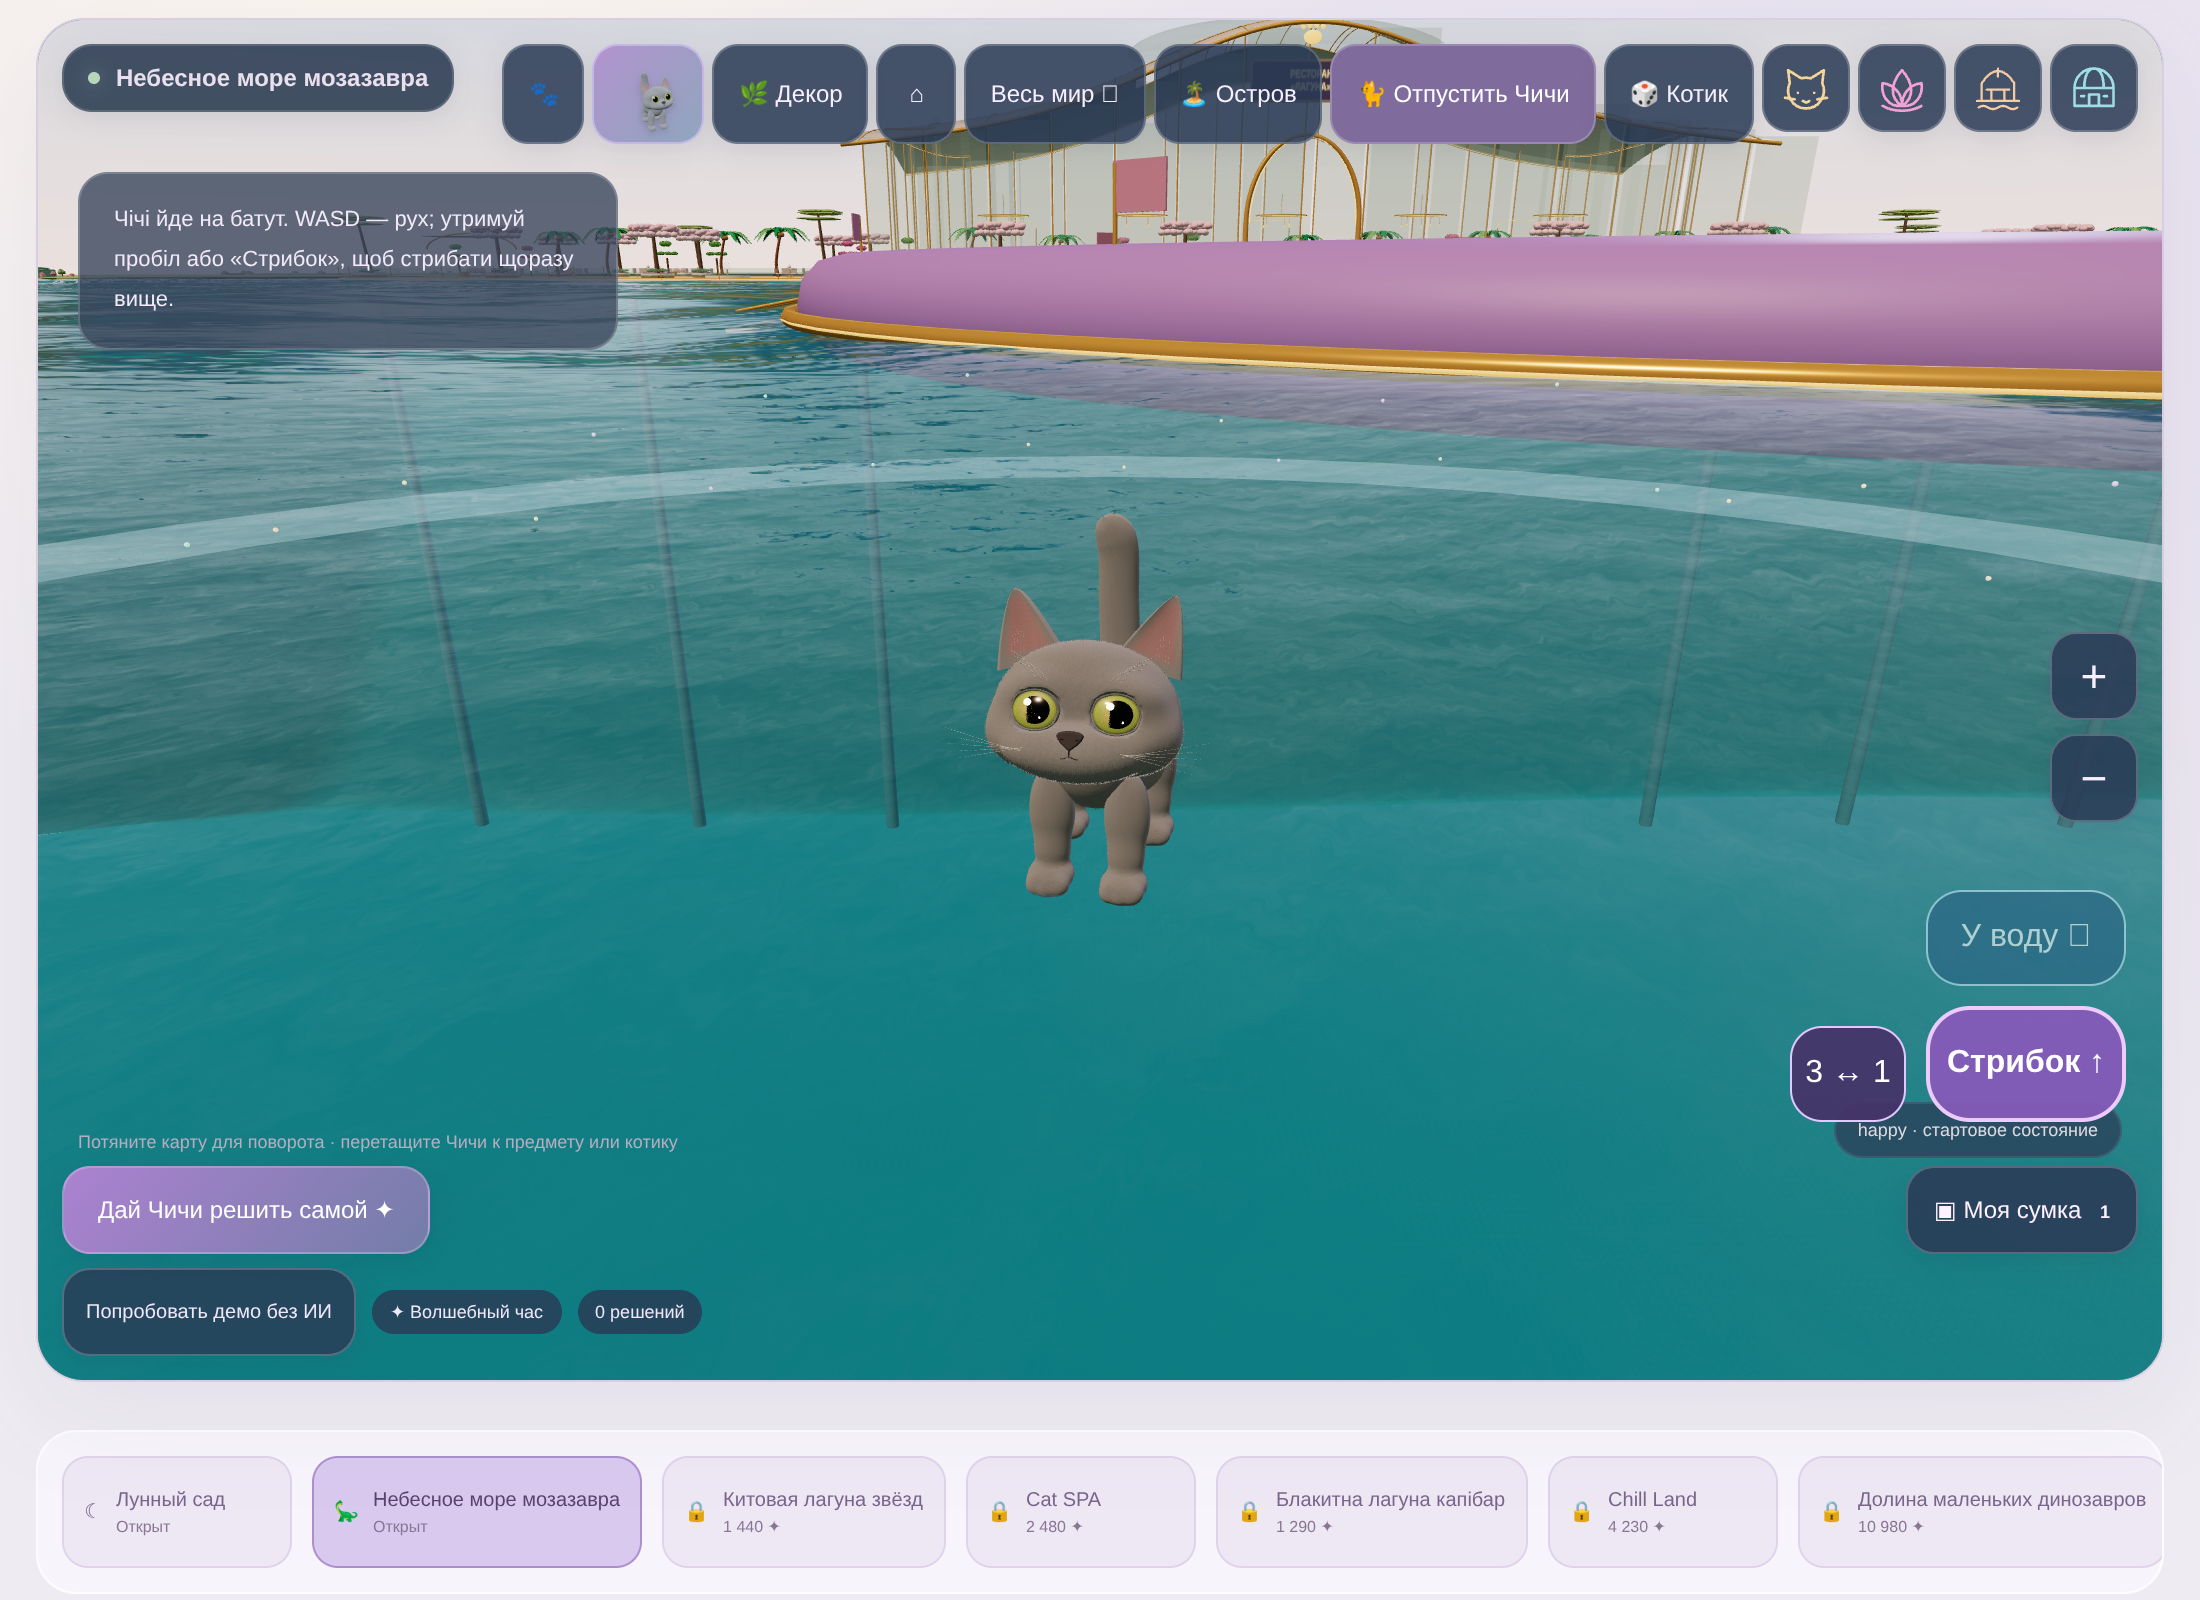 Небесное море мозазавра
Декор
⌂
Весь мир
Остров
Отпустить Чичи
Котик
Чічі йде на батут. WASD — рух; утримуй
пробіл або «Стрибок», щоб стрибати щоразу
вище.
+
−
У воду
3 ↔ 1
Стрибок ↑
happy · стартовое состояние
Потяните карту для поворота · перетащите Чичи к предмету или котику
Дай Чичи решить самой ✦
▣ Моя сумка 1
Попробовать демо без ИИ
✦ Волшебный час
0 решений
Лунный сад
Открыт
Небесное море мозазавра
Открыт
Китовая лагуна звёзд
1 440 ✦
Cat SPA
2 480 ✦
Блакитна лагуна капібар
1 290 ✦
Chill Land
4 230 ✦
Долина маленьких динозавров
10 980 ✦